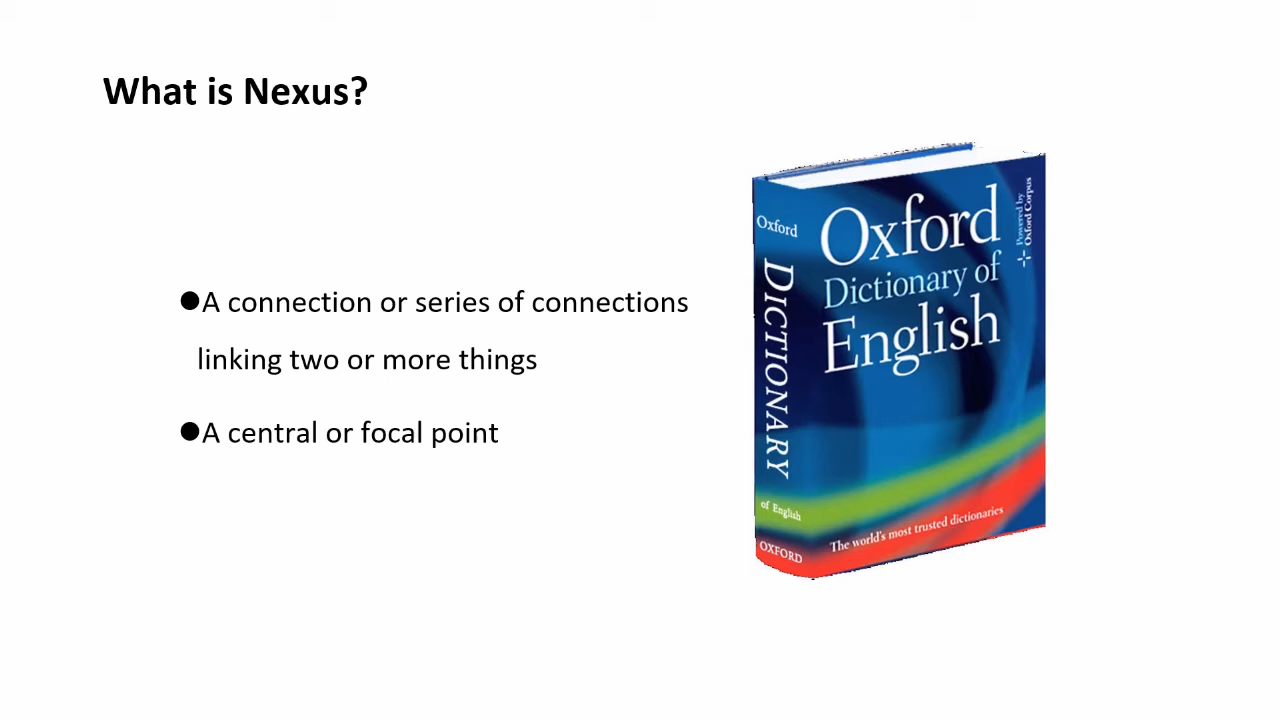 What is Nexus?
●A connection or series of connections
linking two or more things
●A central or focal point
Oxford
DICTIONARY
of English
OXFORD
Oxford
Dictionary of
English
Powered by
Oxford Corpus
The world's most trusted dictionaries